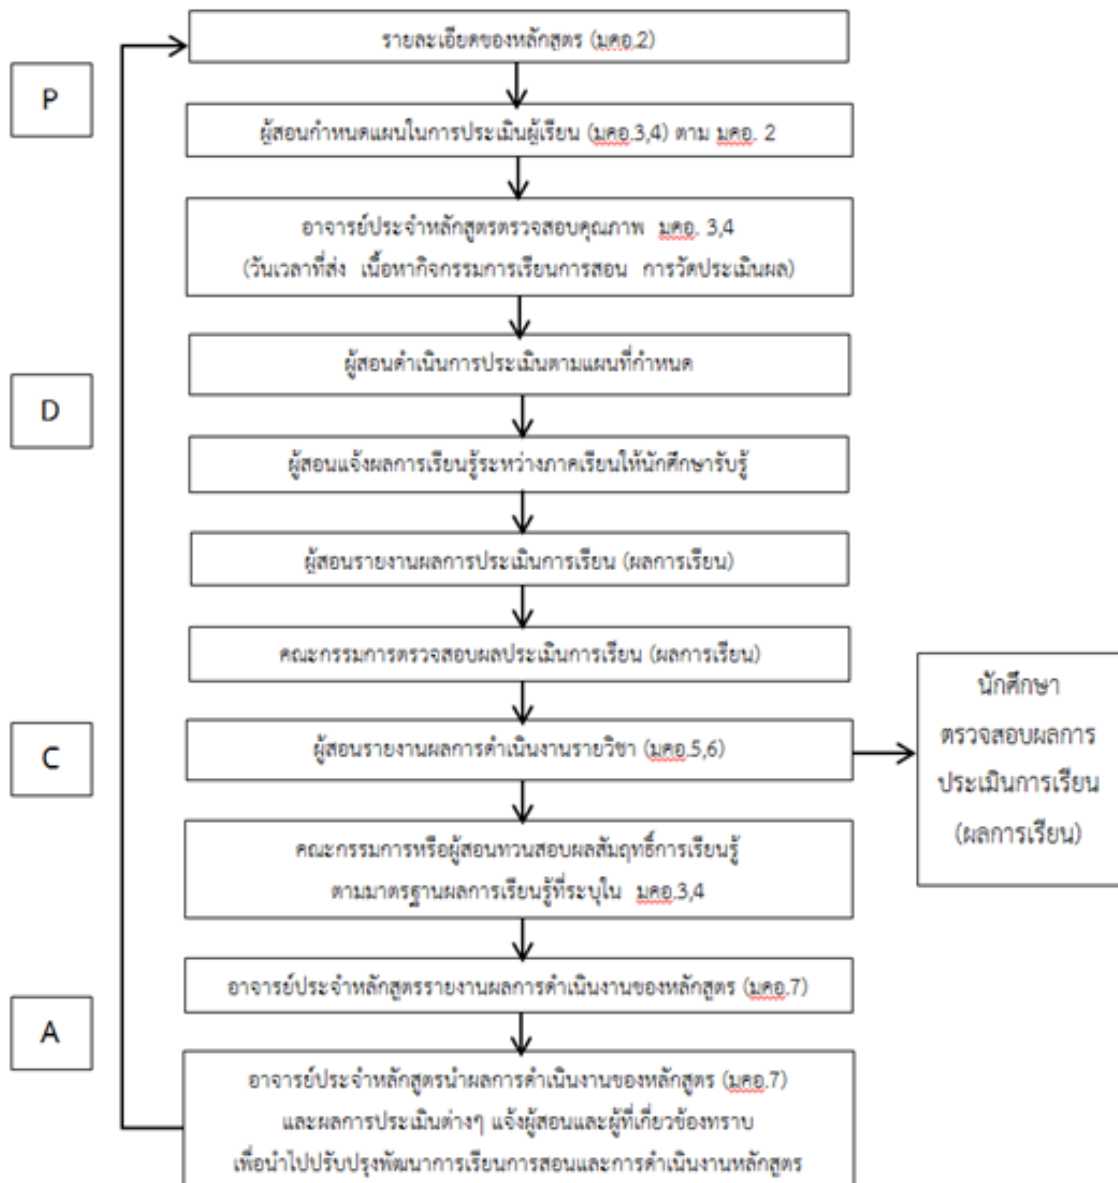 รายละเอียดของหลักสูตร (มคอ.2)
P
ผู้สอนกำหนดแผนในการประเมินผู้เรียน (มคอ.3,4) ตาม มคอ. 2
อาจารย์ประจำหลักสูตรตรวจสอบคุณภาพ มคอ. 3,4
(วันเวลาที่ส่ง เนื้อหากิจกรรมการเรียนการสอน การวัดประเมินผล)
ผู้สอนดำเนินการประเมินตามแผนที่กำหนด
D
ผู้สอนแจ้งผลการเรียนรู้ระหว่างภาคเรียนให้นักศึกษารับรู้
ผู้สอนรายงานผลการประเมินการเรียน (ผลการเรียน)
คณะกรรมการตรวจสอบผลประเมินการเรียน (ผลการเรียน)
C
ผู้สอนรายงานผลการดำเนินงานรายวิชา (มคอ.5,6)
นักศึกษา
ตรวจสอบผลการ
ประเมินการเรียน
(ผลการเรียน)
คณะกรรมการหรือผู้สอนทวนสอบผลสัมฤทธิ์การเรียนรู้
ตามมาตรฐานผลการเรียนรู้ที่ระบุใน มคอ.3,4
อาจารย์ประจำหลักสูตรรายงานผลการดำเนินงานของหลักสูตร (มคอ.7)
A
อาจารย์ประจำหลักสูตรนำผลการดำเนินงานของหลักสูตร (มคอ.7)
และผลการประเมินต่างๆ แจ้งผู้สอนและผู้ที่เกี่ยวข้องทราบ
เพื่อนำไปปรับปรุงพัฒนาการเรียนการสอนและการดำเนินงานหลักสูตร